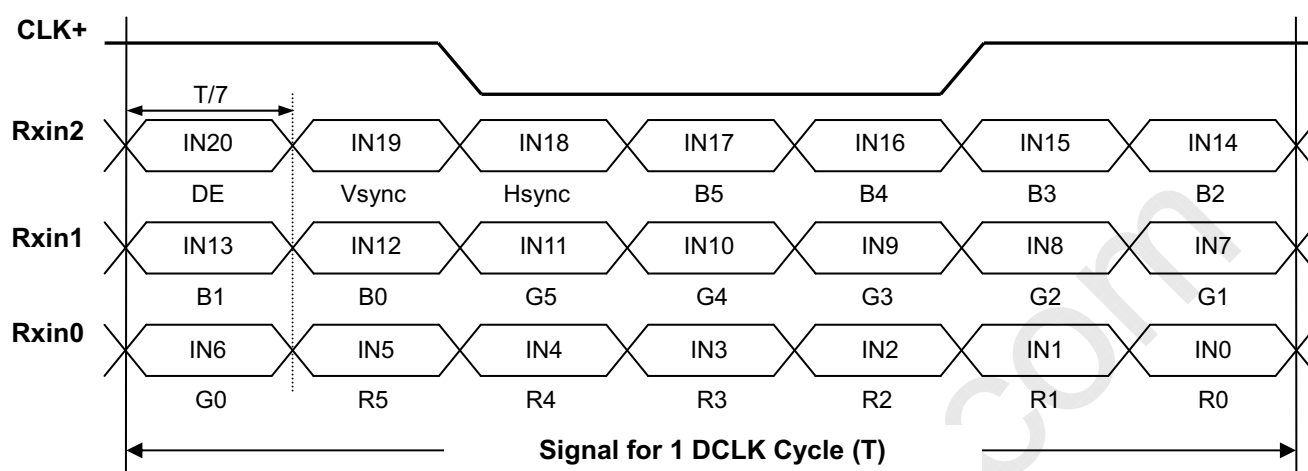 CLK+
T/7
Rxin2 IN20 IN19 IN18 IN17 IN16 IN15 IN14
DE Vsync Hsync B5 B4 B3 B2
Rxin1 IN13 IN12 IN11 IN10 IN9 IN8 IN7
B1 B0 G5 G4 G3 G2 G1
Rxin0 IN6 IN5 IN4 IN3 IN2 IN1 IN0
G0 R5 R4 R3 R2 R1 R0
Signal for 1 DCLK Cycle (T)
com